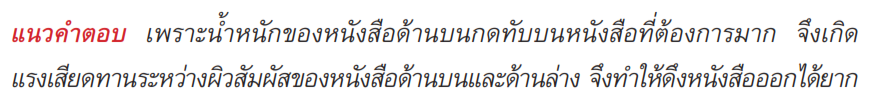 แนวคำตอบ เพราะน้ำหนักของหนังสือด้านบนกดทับบนหนังสือที่ต้องการมาก จึงเกิด
แรงเสียดทานระหว่างผิวสัมผัสของหนังสือด้านบนและด้านล่าง จึงทำให้ดึงหนังสือออกได้ยาก